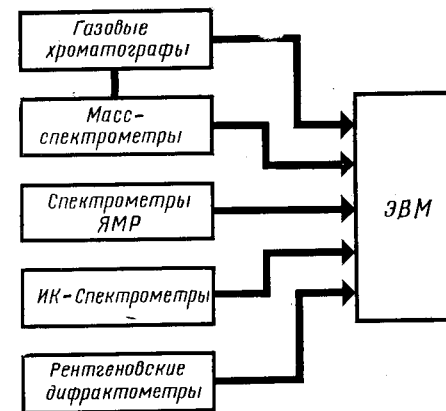 Газовые
хроматографы
Масс-
спектрометры
Спектрометры
ЯМР
ИК-Спектрометры
Рентгеновские
дифрактометры
ЭВМ